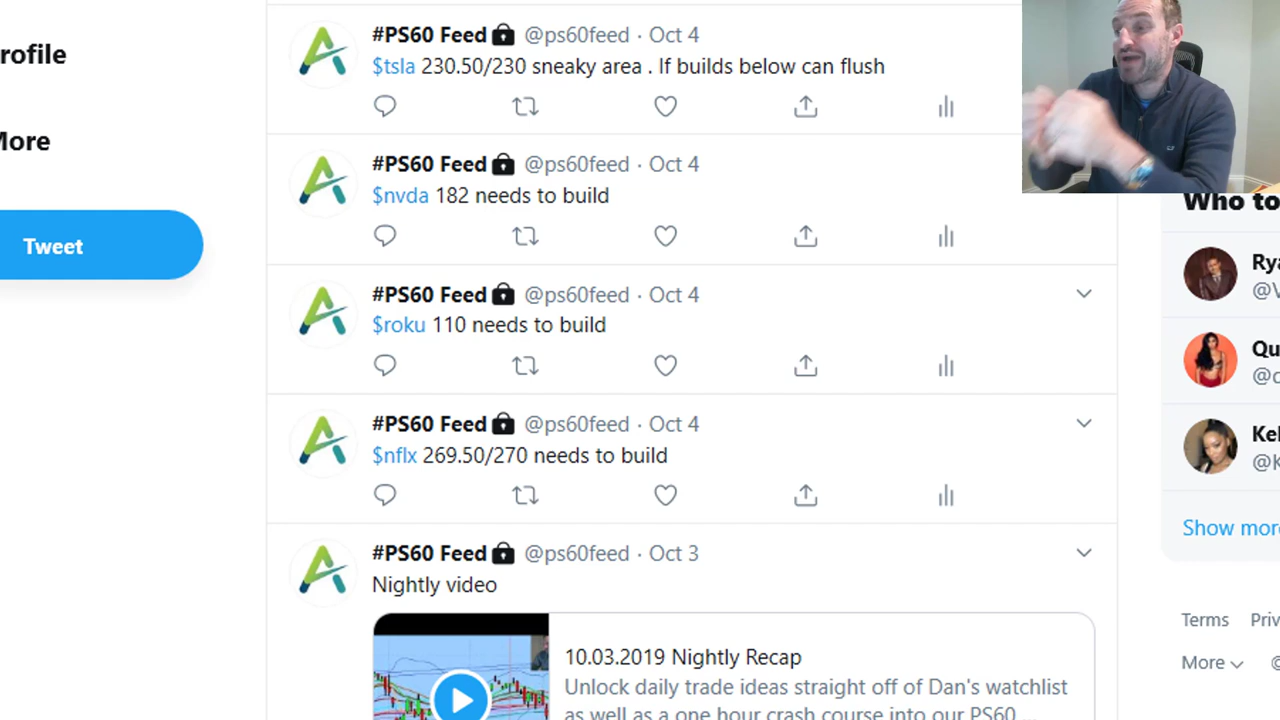 rofile
More
Tweet
#PS60 Feed @ps60feed · Oct 4
$tsla 230.50/230 sneaky area . If builds below can flush
#PS60 Feed @ps60feed · Oct 4
$nvda 182 needs to build
#PS60 Feed @ps60feed · Oct 4
$roku 110 needs to build
#PS60 Feed @ps60feed · Oct 4
$nflx 269.50/270 needs to build
#PS60 Feed @ps60feed · Oct 3
Nightly video
10.03.2019 Nightly Recap
Unlock daily trade ideas straight off of Dan's watchlist
as well as a one hour crash course into our PS60 ...
Who to
Rya
@V
Qu
Kel
@K
Show more
Terms Priv
More